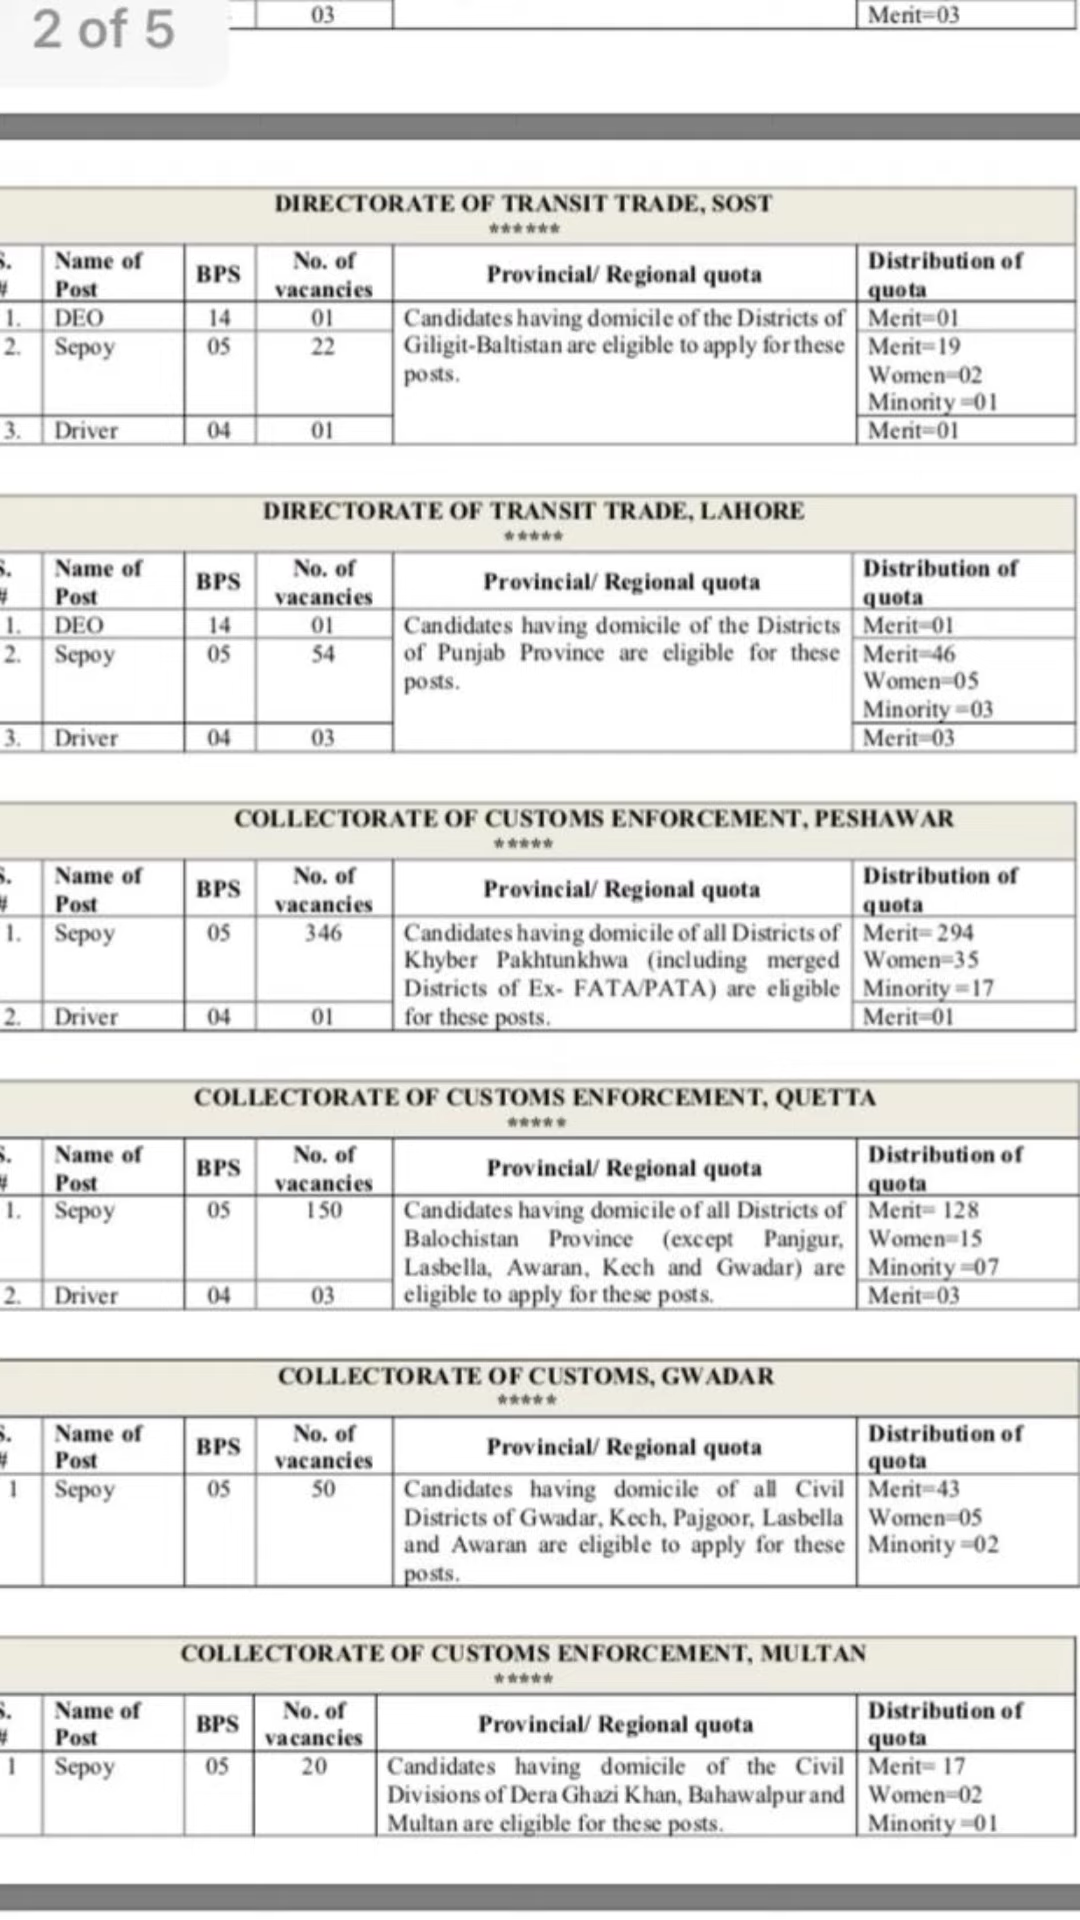 2 of 5
03 Merit=03
DIRECTORATE OF TRANSIT TRADE, SOST
******
S. # Name of Post BPS No. of vacancies Provincial/ Regional quota Distribution of quota
1. DEO 14 01 Candidates having domicile of the Districts of Merit=01
2. Sepoy 05 22 Giligit-Baltistan are eligible to apply for these Merit=19
posts. Women=02
Minority =01
3. Driver 04 01 Merit=01
DIRECTORATE OF TRANSIT TRADE, LAHORE
*****
S. # Name of Post BPS No. of vacancies Provincial/ Regional quota Distribution of quota
1. DEO 14 01 Candidates having domicile of the Districts Merit=01
2. Sepoy 05 54 of Punjab Province are eligible for these Merit=46
posts. Women=05
Minority =03
3. Driver 04 03 Merit=03
COLLECTORATE OF CUSTOMS ENFORCEMENT, PESHAWAR
*****
S. # Name of Post BPS No. of vacancies Provincial/ Regional quota Distribution of quota
1. Sepoy 05 346 Candidates having domicile of all Districts of Merit= 294
Khyber Pakhtunkhwa (including merged Women=35
Districts of Ex- FATA/PATA) are eligible Minority =17
2. Driver 04 01 for these posts. Merit=01
COLLECTORATE OF CUSTOMS ENFORCEMENT, QUETTA
*****
S. # Name of Post BPS No. of vacancies Provincial/ Regional quota Distribution of quota
1. Sepoy 05 150 Candidates having domicile of all Districts of Merit= 128
Balochistan Province (except Panjgur, Women=15
Lasbella, Awaran, Kech and Gwadar) are Minority =07
2. Driver 04 03 eligible to apply for these posts. Merit=03
COLLECTORATE OF CUSTOMS, GWADAR
*****
S. # Name of Post BPS No. of vacancies Provincial/ Regional quota Distribution of quota
1 Sepoy 05 50 Candidates having domicile of all Civil Merit=43
Districts of Gwadar, Kech, Pajgoor, Lasbella Women=05
and Awaran are eligible to apply for these Minority =02
posts.
COLLECTORATE OF CUSTOMS ENFORCEMENT, MULTAN
*****
S. # Name of Post BPS No. of vacancies Provincial/ Regional quota Distribution of quota
1 Sepoy 05 20 Candidates having domicile of the Civil Merit= 17
Divisions of Dera Ghazi Khan, Bahawalpur and Women=02
Multan are eligible for these posts. Minority =01